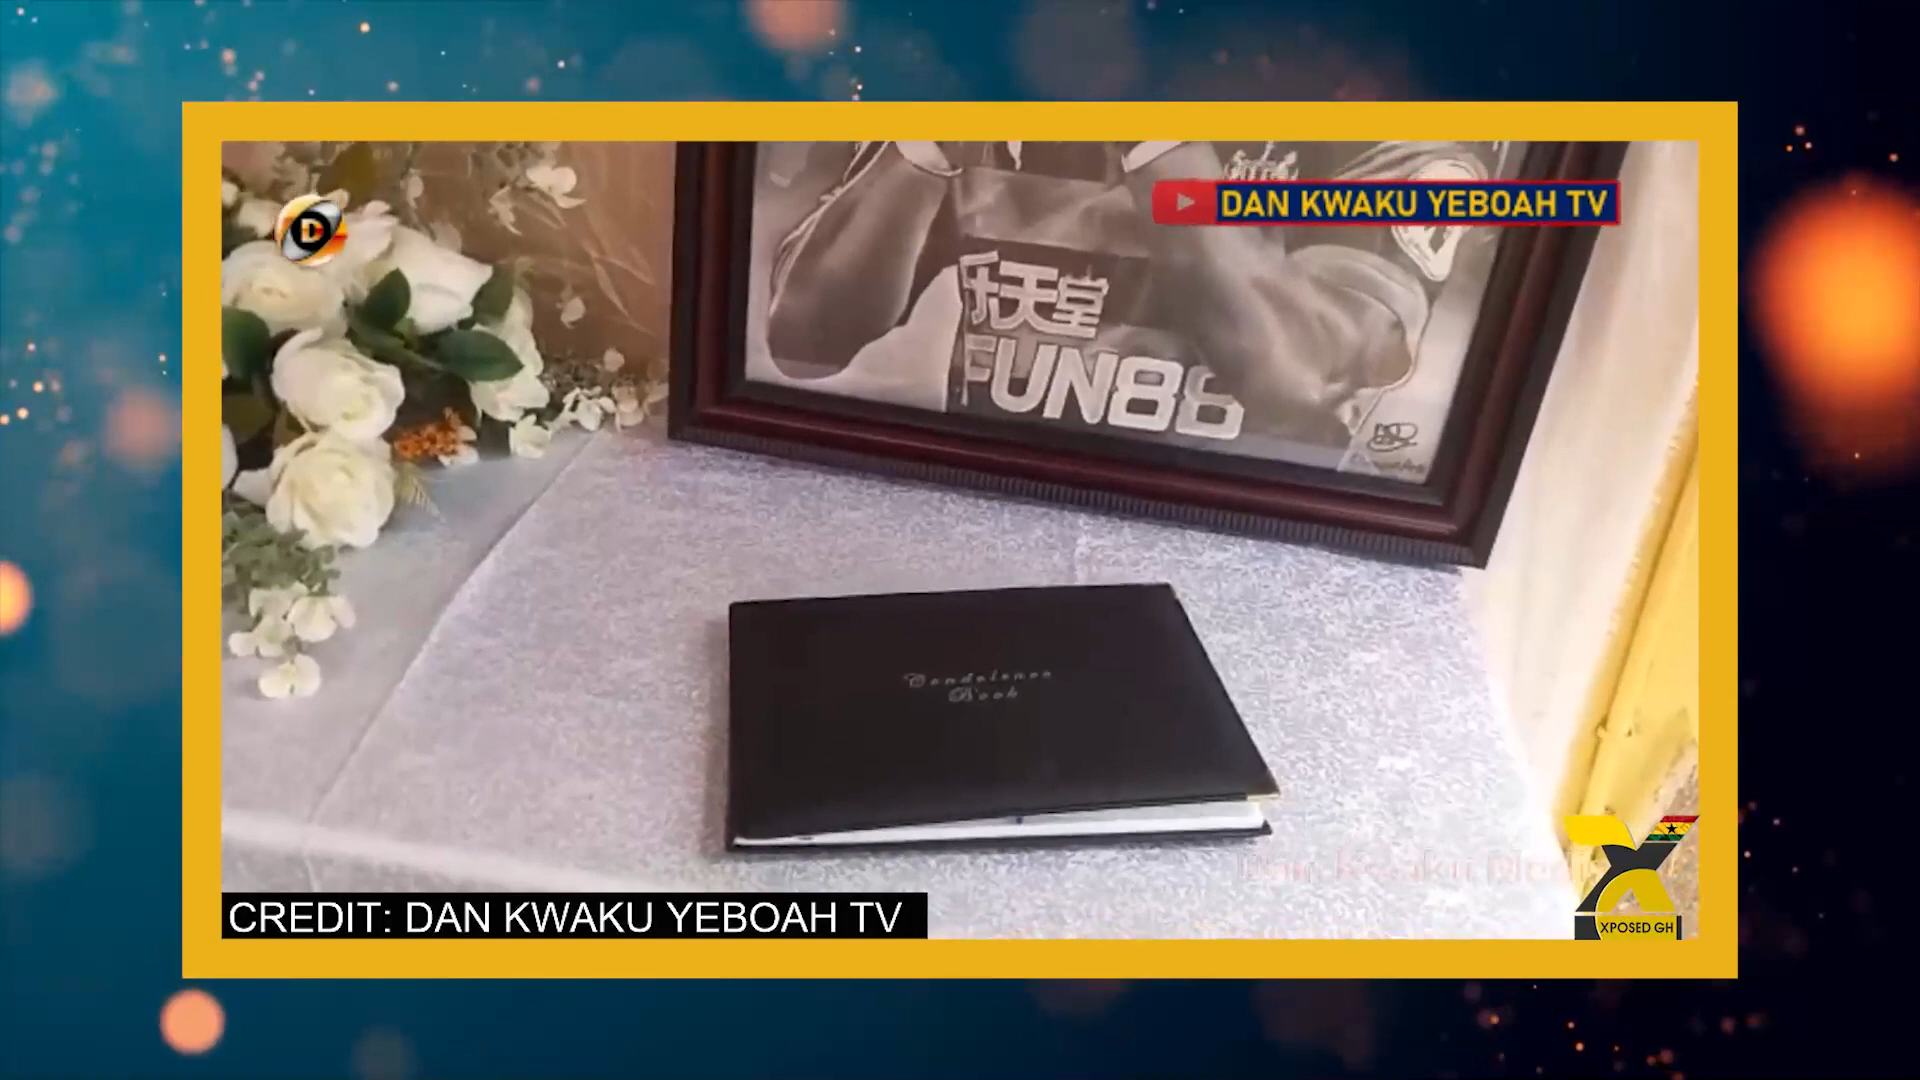 D
DAN KWAKU YEBOAH TV
乐天堂
FUN88
Condolence
Book
CREDIT: DAN KWAKU YEBOAH TV
XPOSED GH